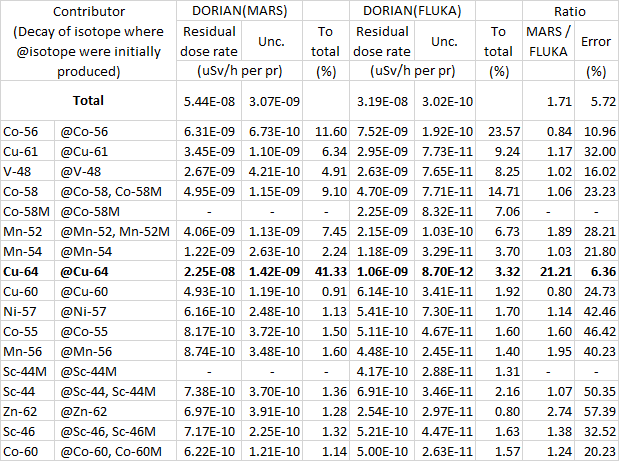 Contributor DORIAN(MARS) DORIAN(FLUKA) Ratio
(Decay of isotope where @isotope were initially produced) Residual dose rate Unc. To total Residual dose rate Unc. To total MARS / FLUKA Error
(uSv/h per pr) (%) (uSv/h per pr) (%) (%)
Total 5.44E-08 3.07E-09 3.19E-08 3.02E-10 1.71 5.72
Co-56 @Co-56 6.31E-09 6.73E-10 11.60 7.52E-09 1.92E-10 23.57 0.84 10.96
Cu-61 @Cu-61 3.45E-09 1.10E-09 6.34 2.95E-09 7.73E-11 9.24 1.17 32.00
V-48 @V-48 2.67E-09 4.21E-10 4.91 2.63E-09 7.65E-11 8.25 1.02 16.02
Co-58 @Co-58, Co-58M 4.95E-09 1.15E-09 9.10 4.70E-09 7.71E-11 14.71 1.06 23.23
Co-58M @Co-58M - - - 2.25E-09 8.32E-11 7.06 - -
Mn-52 @Mn-52, Mn-52M 4.06E-09 1.13E-09 7.45 2.15E-09 1.03E-10 6.73 1.89 28.21
Mn-54 @Mn-54 1.22E-09 2.63E-10 2.24 1.18E-09 3.29E-11 3.70 1.03 21.80
Cu-64 @Cu-64 2.25E-08 1.42E-09 41.33 1.06E-09 8.70E-12 3.32 21.21 6.36
Cu-60 @Cu-60 4.93E-10 1.19E-10 0.91 6.14E-10 3.41E-11 1.92 0.80 24.73
Ni-57 @Ni-57 6.16E-10 2.48E-10 1.13 5.41E-10 7.30E-11 1.70 1.14 42.46
Co-55 @Co-55 8.17E-10 3.72E-10 1.50 5.11E-10 4.67E-11 1.60 1.60 46.42
Mn-56 @Mn-56 8.74E-10 3.48E-10 1.60 4.48E-10 2.45E-11 1.40 1.95 40.23
Sc-44M @Sc-44M - - - 4.17E-10 2.88E-11 1.31 - -
Sc-44 @Sc-44, Sc-44M 7.38E-10 3.70E-10 1.36 6.91E-10 3.46E-11 2.16 1.07 50.35
Zn-62 @Zn-62 6.97E-10 3.91E-10 1.28 2.54E-10 2.97E-11 0.80 2.74 57.39
Sc-46 @Sc-46, Sc-46M 7.17E-10 2.25E-10 1.32 5.21E-10 4.47E-11 1.63 1.38 32.52
Co-60 @Co-60, Co-60M 6.22E-10 1.21E-10 1.14 5.00E-10 2.63E-11 1.57 1.24 20.23